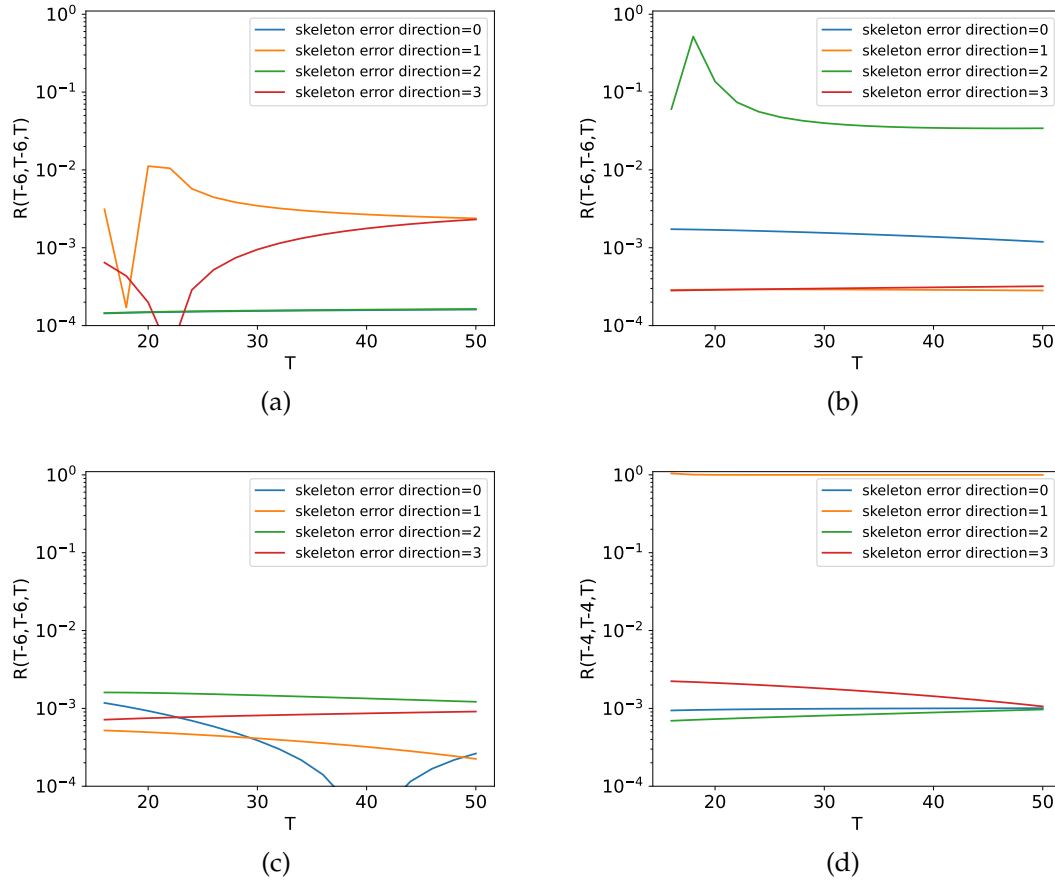 10^0
10^-1
10^-2
10^-3
10^-4
R(T-6,T-6,T)
skeleton error direction=0
skeleton error direction=1
skeleton error direction=2
skeleton error direction=3
20 30 40 50
T
(a)
10^0
10^-1
10^-2
10^-3
10^-4
R(T-6,T-6,T)
skeleton error direction=0
skeleton error direction=1
skeleton error direction=2
skeleton error direction=3
20 30 40 50
T
(b)
10^0
10^-1
10^-2
10^-3
10^-4
R(T-6,T-6,T)
skeleton error direction=0
skeleton error direction=1
skeleton error direction=2
skeleton error direction=3
20 30 40 50
T
(c)
10^0
10^-1
10^-2
10^-3
10^-4
R(T-4,T-4,T)
skeleton error direction=0
skeleton error direction=1
skeleton error direction=2
skeleton error direction=3
20 30 40 50
T
(d)